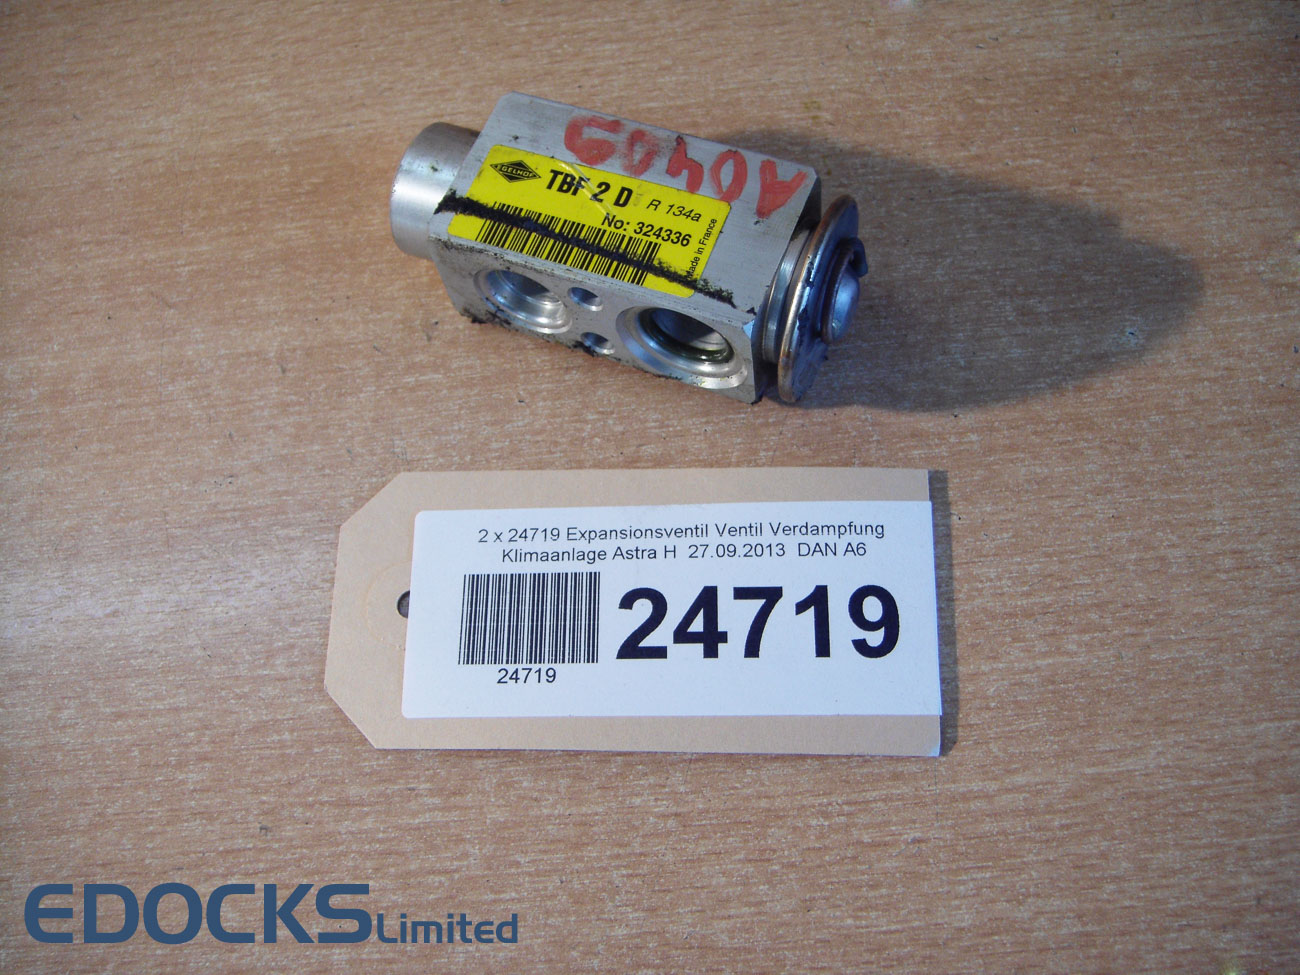 A0409
EGELHOF
TBF 2 D R 134a
No: 324336
Made in France
2 x 24719 Expansionsventil Ventil Verdampfung
Klimaanlage Astra H 27.09.2013 DAN A6
24719
24719
EDOCKS Limited